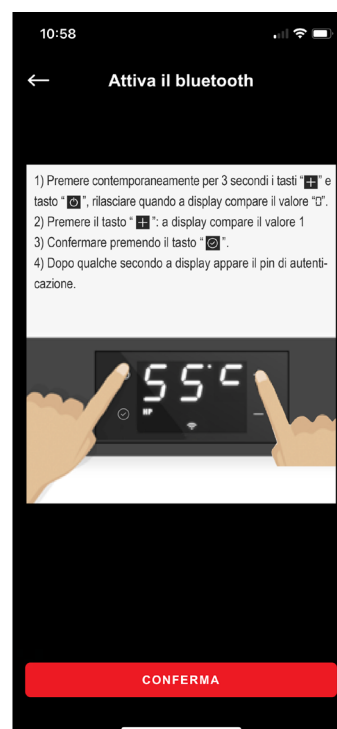 10:58
Attiva il bluetooth
1) Premere contemporaneamente per 3 secondi i tasti “+” e
tasto “⏻”, rilasciare quando a display compare il valore “0”.
2) Premere il tasto “+”: a display compare il valore 1
3) Confermare premendo il tasto “✓”.
4) Dopo qualche secondo a display appare il pin di autenti-
cazione.
55°C
HP
CONFERMA